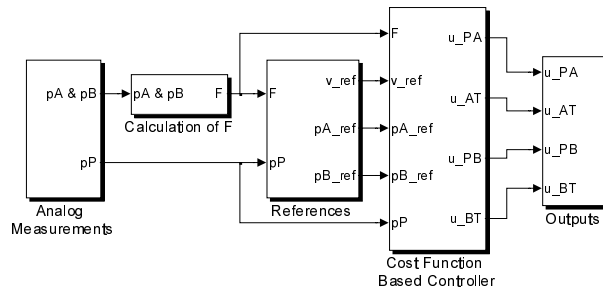 pA & pB
pP
Analog
Measurements
pA & pB
F
Calculation of F
F
pP
v_ref
pA_ref
pB_ref
References
F
v_ref
pA_ref
pB_ref
pP
u_PA
u_AT
u_PB
u_BT
Cost Function
Based Controller
u_PA
u_AT
u_PB
u_BT
Outputs